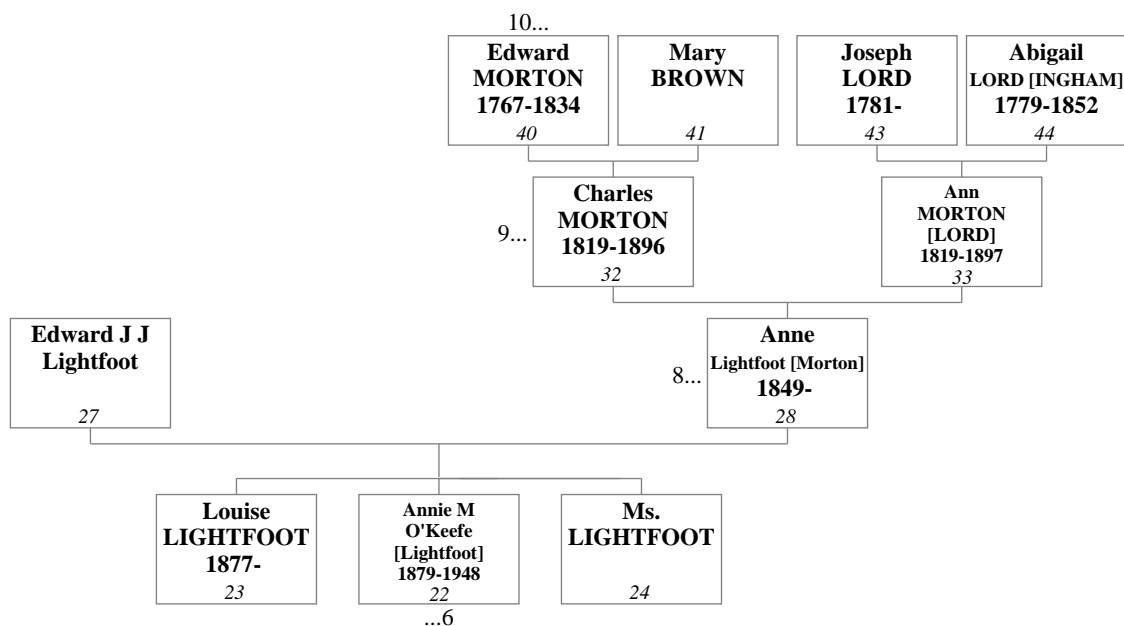 10...
Edward
MORTON
1767-1834
40
Mary
BROWN
41
Joseph
LORD
1781-
43
Abigail
LORD [INGHAM]
1779-1852
44
9...
Charles
MORTON
1819-1896
32
Ann
MORTON
[LORD]
1819-1897
33
Edward J J
Lightfoot
27
8...
Anne
Lightfoot [Morton]
1849-
28
Louise
LIGHTFOOT
1877-
23
Annie M
O'Keefe
[Lightfoot]
1879-1948
22
Ms.
LIGHTFOOT
24
...6